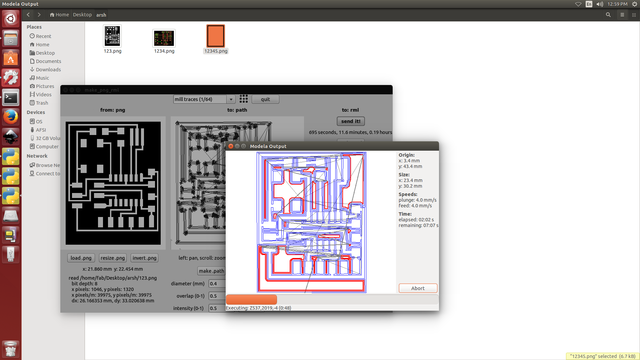 Modela Output
12:59 PM
Home Desktop arsh
Places
Recent
Home
Desktop
Documents
Downloads
Music
Pictures
Videos
Trash
Devices
OS
AFSI
32 GB Volu
Computer
Network
Browse Ne
Connect to
123.png
1234.png
12345.png
mill traces (1/64)
quit
from: png
to: path
to: rml
send it!
695 seconds, 11.6 minutes, 0.19 hours
Modela Output
Origin:
x: 3.4 mm
y: 43.4 mm
Size:
x: 23.4 mm
y: 30.2 mm
Speeds:
plunge: 4.0 mm/s
feed: 4.0 mm/s
Time:
elapsed: 02:02 s
remaining: 07:07 s
Abort
load .png
resize .png
invert .png
left: pan, scroll: zoom
x: 21.860 mm y: 22.454 mm
make .path
read /home/fab/Desktop/arsh/123.png
bit depth: 8
x pixels: 1046, y pixels: 1320
x pixels/m: 39975, y pixels/m: 39975
dx: 26.166353 mm, dy: 33.020638 mm
diameter (mm)
0.4
overlap (0-1)
0.5
intensity (0-1)
0.5
Executing: Z537,2019,-4 [0:46]
"12345.png" selected (6.7 kB)